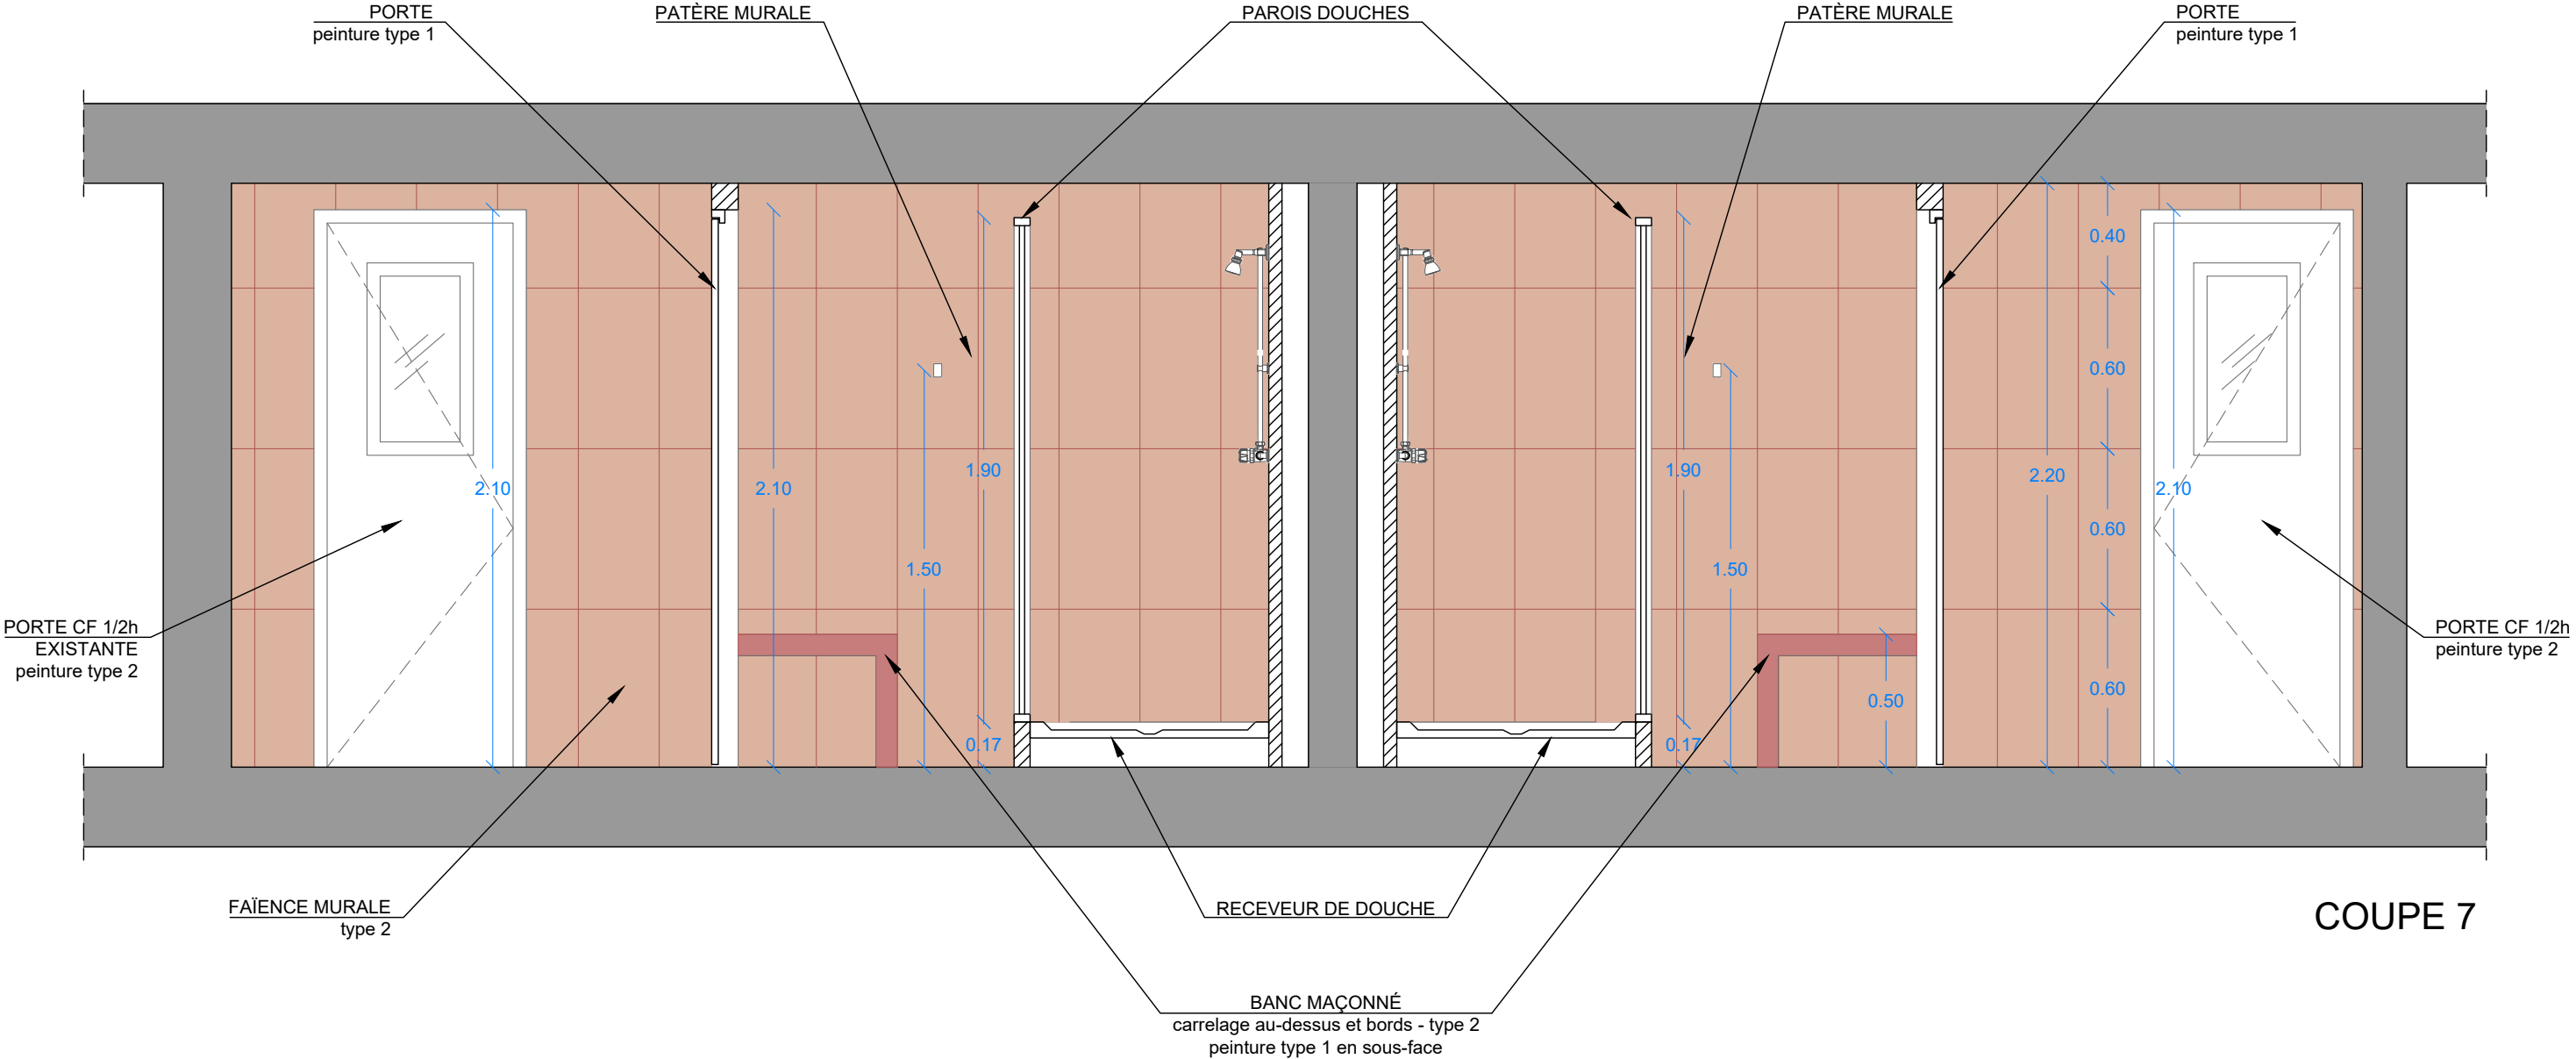 PORTE
peinture type 1
PATÈRE MURALE
PAROIS DOUCHES
PATÈRE MURALE
PORTE
peinture type 1
2.10
2.10
1.50
1.90
0.17
1.90
0.17
1.50
0.50
2.20
0.40
0.60
0.60
0.60
2.10
PORTE CF 1/2h
EXISTANTE
peinture type 2
PORTE CF 1/2h
peinture type 2
FAÏENCE MURALE
type 2
RECEVEUR DE DOUCHE
COUPE 7
BANC MAÇONNÉ
carrelage au-dessus et bords - type 2
peinture type 1 en sous-face